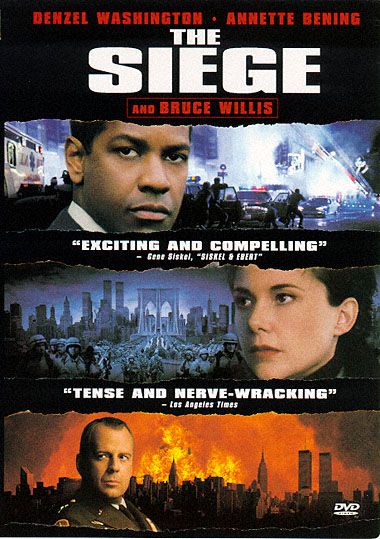 DENZEL WASHINGTON · ANNETTE BENING
THE
SIEGE
AND BRUCE WILLIS
"EXCITING AND COMPELLING"
– Gene Siskel, "SISKEL & EBERT"
"TENSE AND NERVE-WRACKING"
– Los Angeles Times
DVD
VIDEO